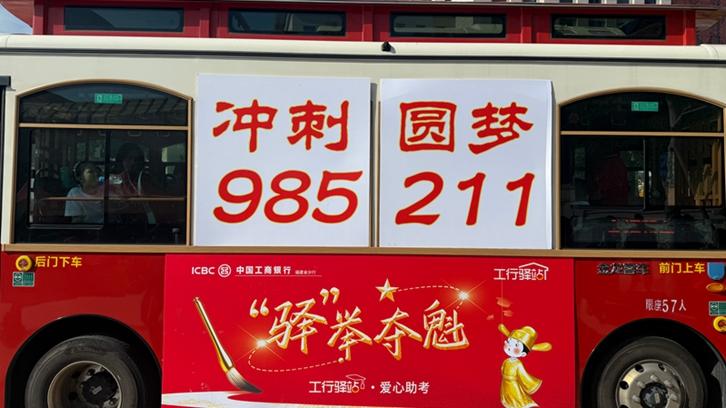 冲刺
985
圆梦
211
后门下车
ICBC 中国工商银行
工行驿站
前门上车
限座57人
“驿”举夺魁
工行驿站·爱心助考